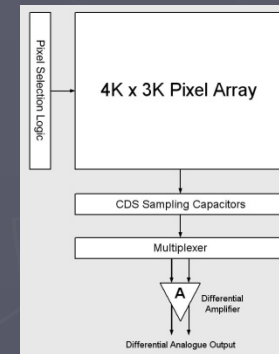 Pixel Selection Logic
4K x 3K Pixel Array
CDS Sampling Capacitors
Multiplexer
A
Differential
Amplifier
Differential Analogue Output